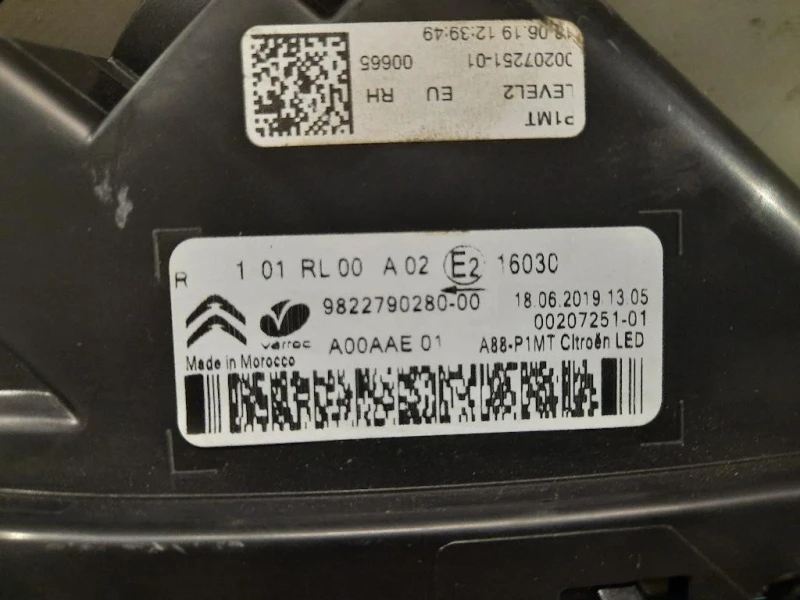 18.06.19 12:39:49
00207251-01 00665
LEVEL2 EU RH
P1MT
R 1 01 RL 00 A 02 E2 16030
varroc
9822790280-00 18.06.2019 13.05
00207251-01
A00AAE 01 A88-P1MT Citroën LED
Made in Morocco